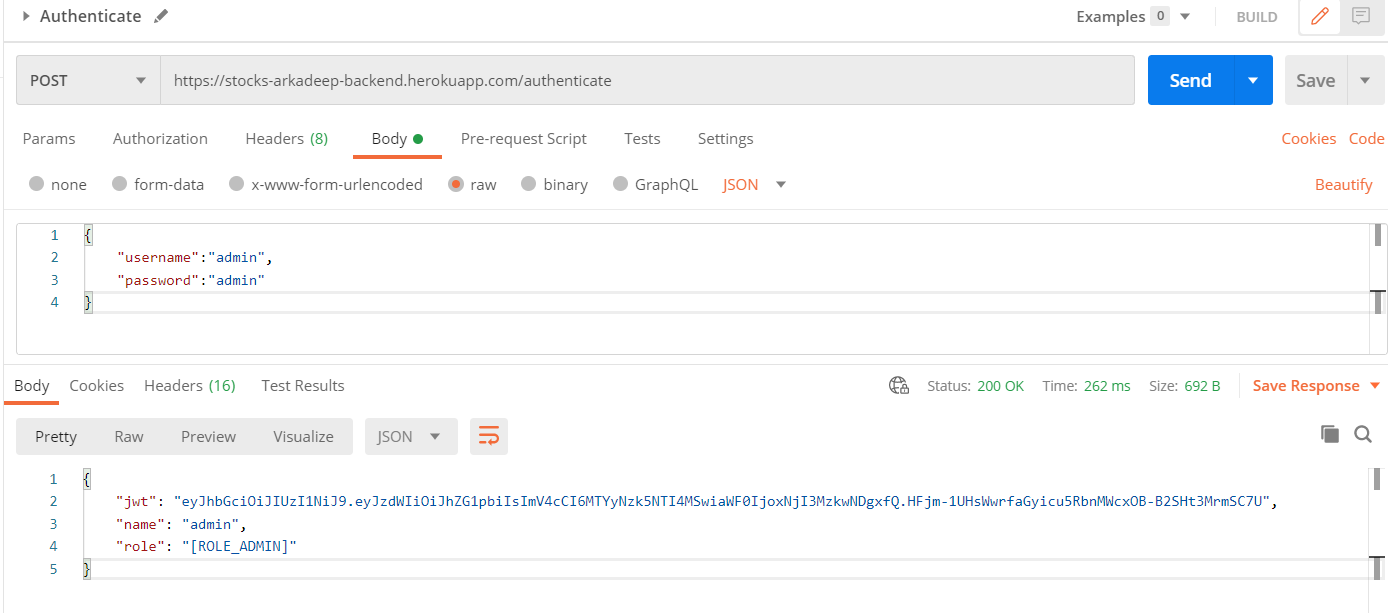 Authenticate
Examples 0
BUILD
POST
https://stocks-arkadeep-backend.herokuapp.com/authenticate
Send
Save
Params Authorization Headers (8) Body Pre-request Script Tests Settings
Cookies Code
none form-data x-www-form-urlencoded raw binary GraphQL JSON
Beautify
1 {
2 "username":"admin",
3 "password":"admin"
4 }
Body Cookies Headers (16) Test Results
Status: 200 OK Time: 262 ms Size: 692 B
Save Response
Pretty Raw Preview Visualize JSON
1 {
2 "jwt": "eyJhbGciOiJIUzI1NiJ9.eyJzdWIiOiJhZG1pbiIsImV4cCI6MTYyNzk5NTI4MSwiaWF0IjoxNjI3MzkwNDgxfQ.HFjm-1UHsWwrfaGyicu5RbnMWcxOB-B2SHt3MrmSC7U",
3 "name": "admin",
4 "role": "[ROLE_ADMIN]"
5 }